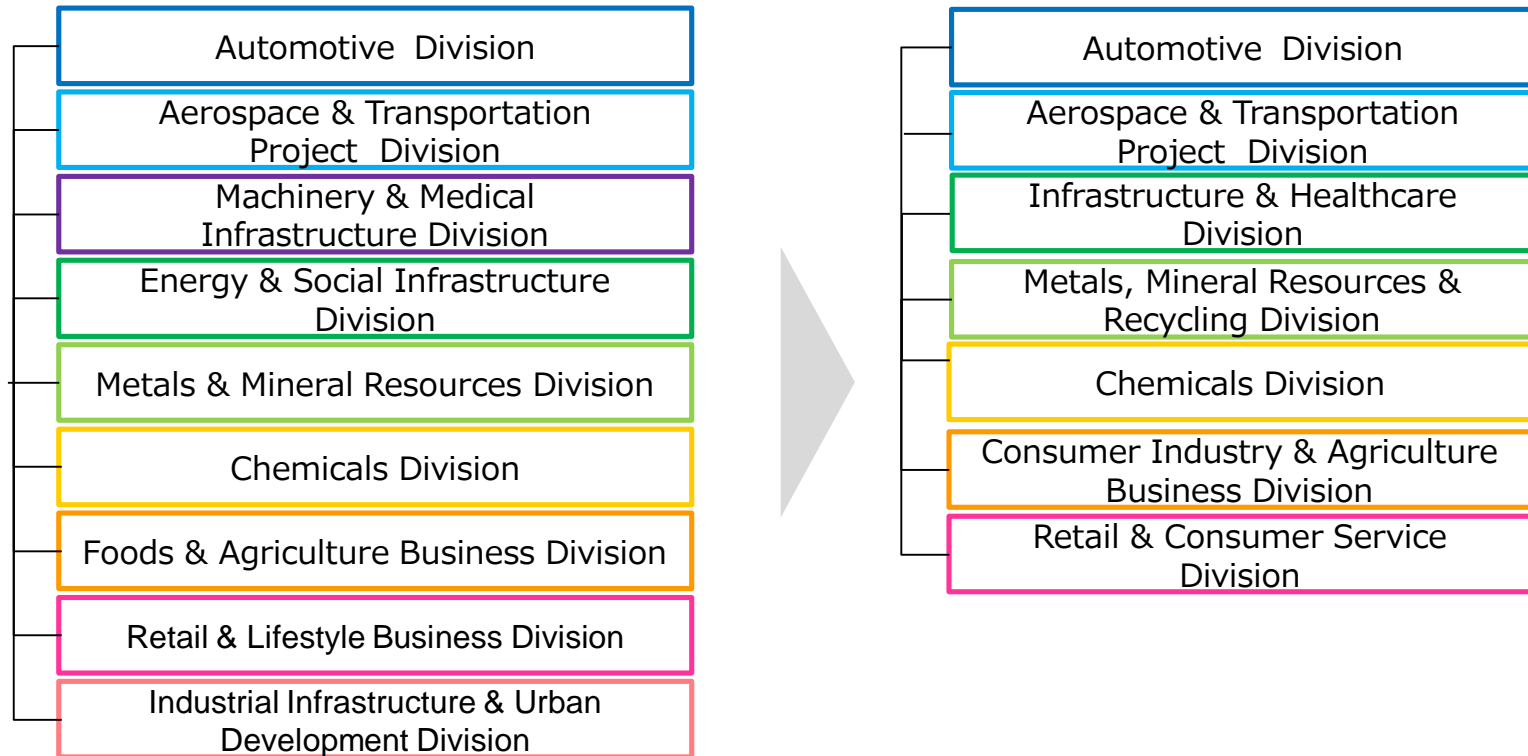 Automotive Division
Aerospace & Transportation
Project Division
Machinery & Medical
Infrastructure Division
Energy & Social Infrastructure
Division
Metals & Mineral Resources Division
Chemicals Division
Foods & Agriculture Business Division
Retail & Lifestyle Business Division
Industrial Infrastructure & Urban
Development Division
Automotive Division
Aerospace & Transportation
Project Division
Infrastructure & Healthcare
Division
Metals, Mineral Resources &
Recycling Division
Chemicals Division
Consumer Industry & Agriculture
Business Division
Retail & Consumer Service
Division